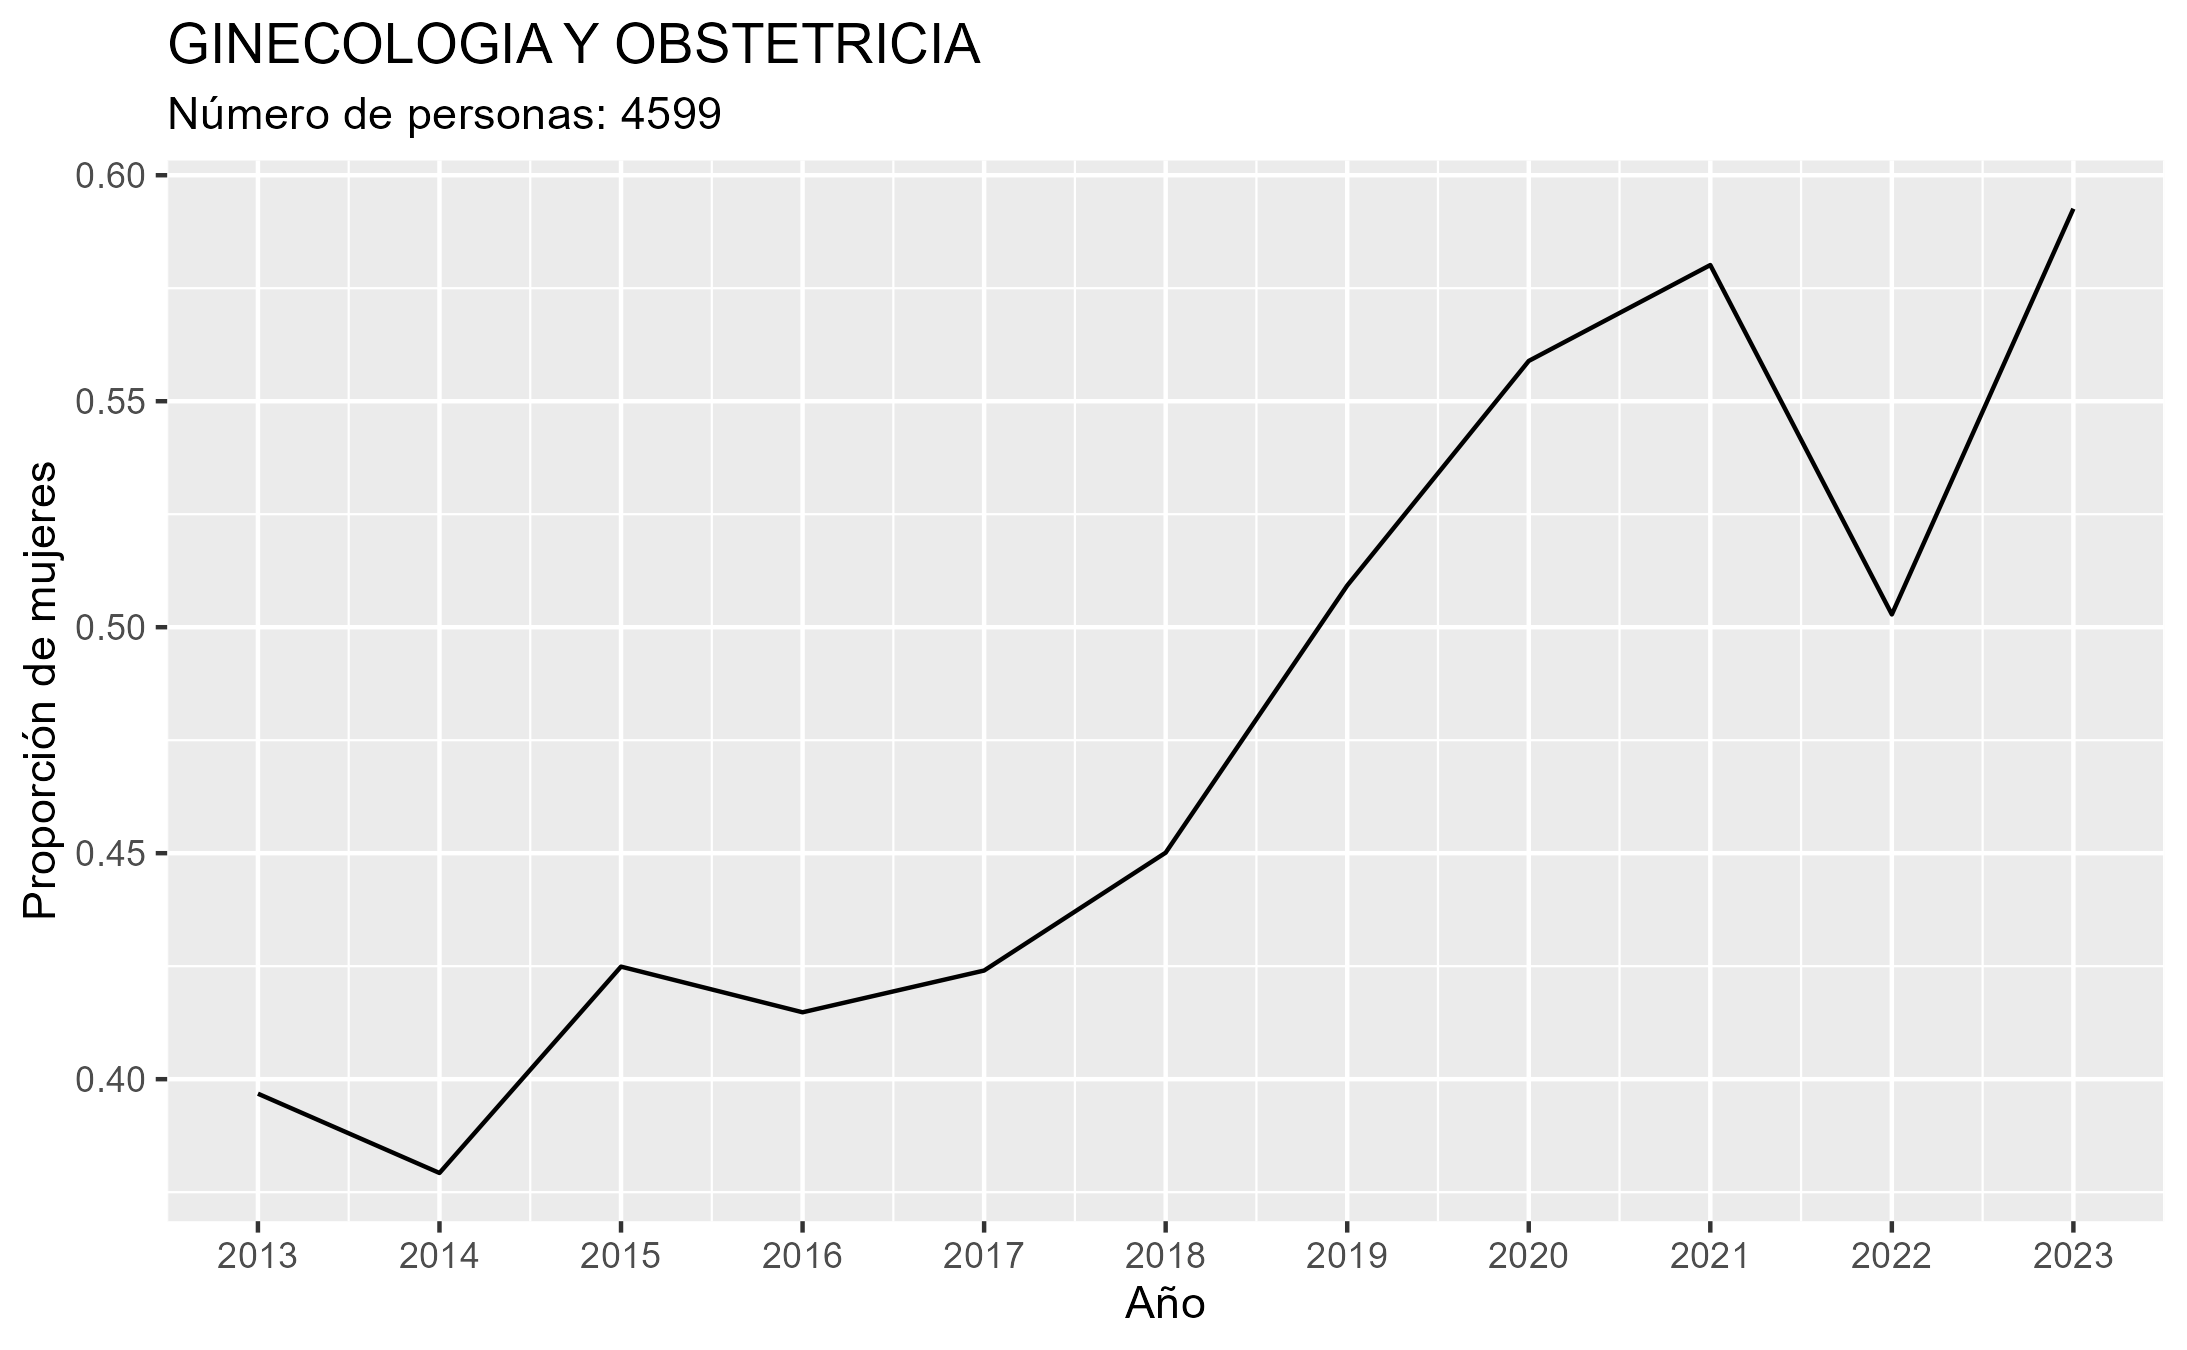 GINECOLOGIA Y OBSTETRICIA
Número de personas: 4599
Proporción de mujeres
0.60
0.55
0.50
0.45
0.40
2013 2014 2015 2016 2017 2018 2019 2020 2021 2022 2023
Año